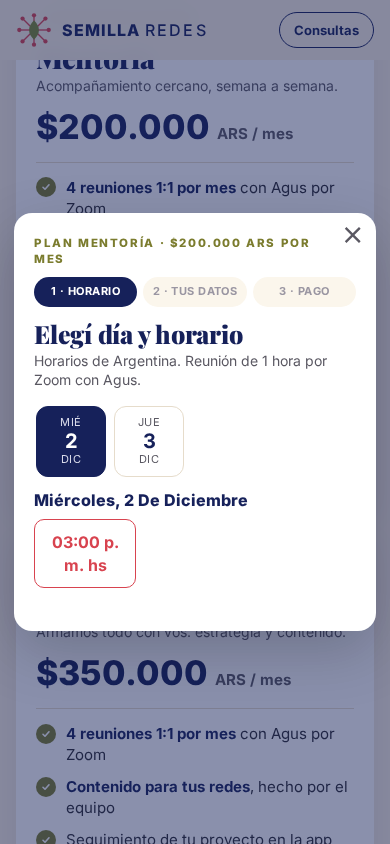 SEMILLA REDES
Consultas
Mentoría
Acompañamiento cercano, semana a semana.
$200.000 ARS / mes
4 reuniones 1:1 por mes con Agus por
Zoom
PLAN MENTORÍA · $200.000 ARS POR
MES
1 · HORARIO
2 · TUS DATOS
3 · PAGO
Elegí día y horario
Horarios de Argentina. Reunión de 1 hora por
Zoom con Agus.
MIÉ
2
DIC
JUE
3
DIC
Miércoles, 2 De Diciembre
03:00 p.
m. hs
Armamos todo con vos: estrategia y contenido.
$350.000 ARS / mes
4 reuniones 1:1 por mes con Agus por
Zoom
Contenido para tus redes, hecho por el
equipo
Seguimiento de tu proyecto en la app